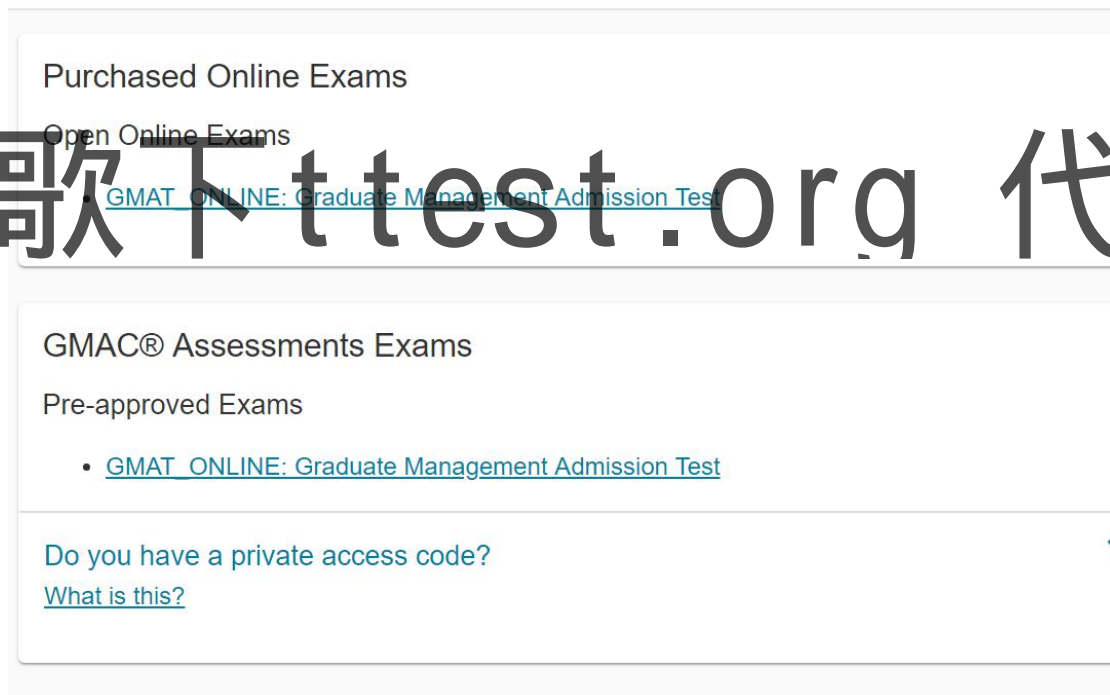 Purchased Online Exams
Open Online Exams
GMAT_ONLINE: Graduate Management Admission Test
歌下ttest.org 代
GMAC® Assessments Exams
Pre-approved Exams
GMAT_ONLINE: Graduate Management Admission Test
Do you have a private access code?
What is this?